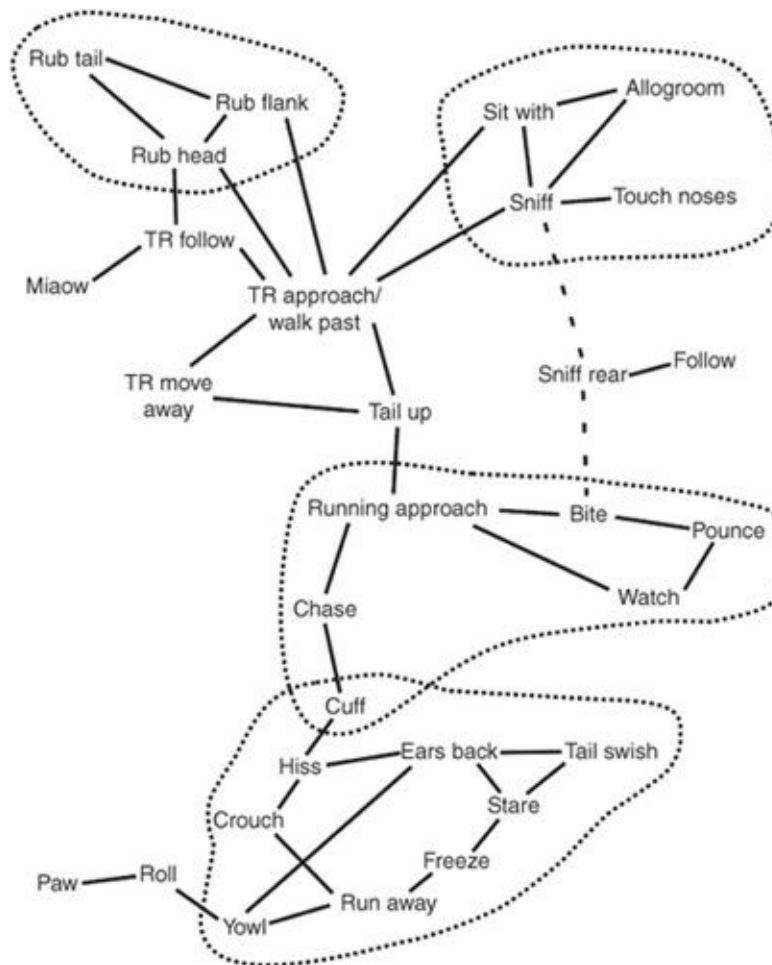 Rub tail
Rub flank
Rub head
Allogroom
Sit with
Sniff
Touch noses
TR follow
Miaow
TR approach/
walk past
TR move
away
Tail up
Sniff rear
Follow
Running approach
Bite
Pounce
Watch
Chase
Cuff
Hiss
Ears back
Tail swish
Stare
Crouch
Freeze
Run away
Yowl
Roll
Paw